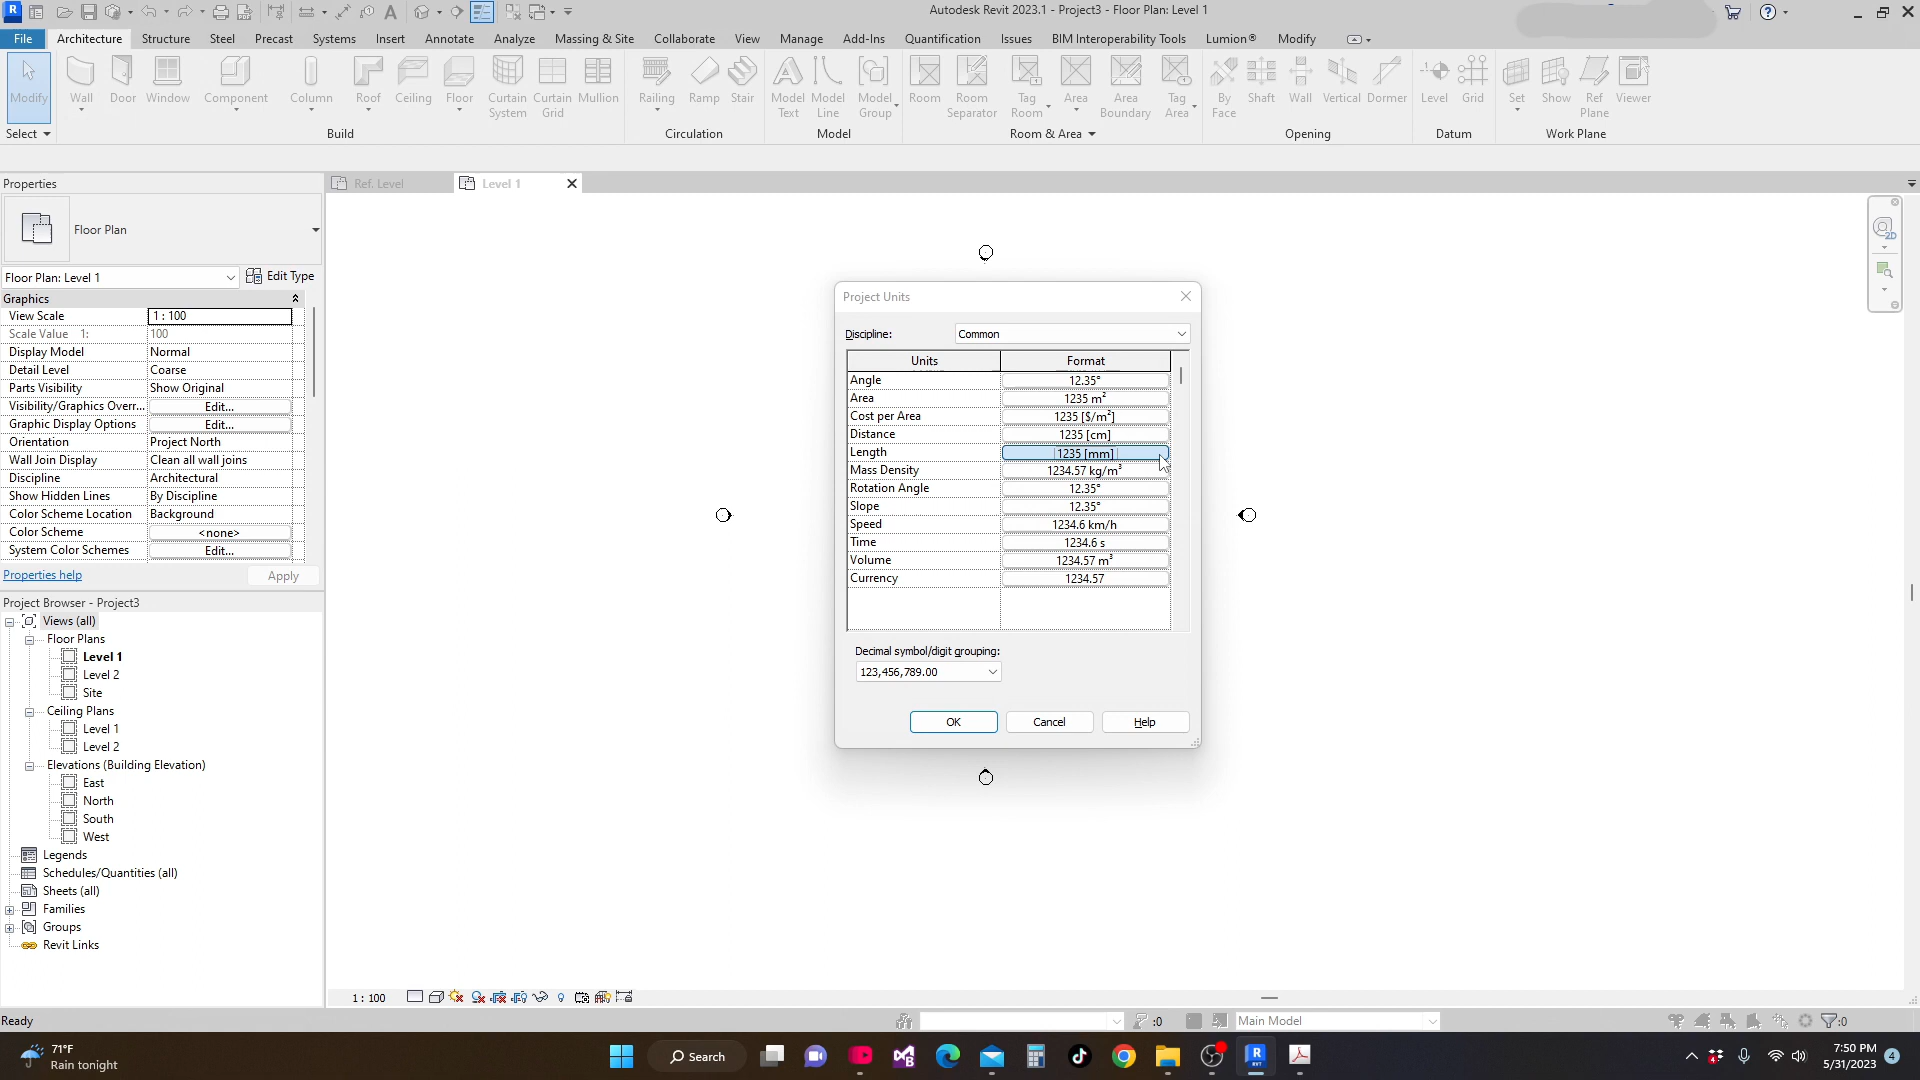 Autodesk Revit 2023.1 - Project3 - Floor Plan: Level 1
File Architecture Structure Steel Precast Systems Insert Annotate Analyze Massing & Site Collaborate View Manage Add-Ins Quantification Issues BIM Interoperability Tools Lumion® Modify
Modify Wall Door Window Component Column Roof Ceiling Floor Curtain System Curtain Grid Mullion Railing Ramp Stair Model Text Model Line Model Group Room Room Separator Tag Room Area Area Boundary Tag Area By Face Shaft Wall Vertical Dormer Level Grid Set Show Ref Plane Viewer
Select Build Circulation Model Room & Area Opening Datum Work Plane
Properties
Ref. Level
Level 1
Floor Plan
Floor Plan: Level 1
Edit Type
Graphics
View Scale 1 : 100
Scale Value 1: 100
Display Model Normal
Detail Level Coarse
Parts Visibility Show Original
Visibility/Graphics Overr... Edit...
Graphic Display Options Edit...
Orientation Project North
Wall Join Display Clean all wall joins
Discipline Architectural
Show Hidden Lines By Discipline
Color Scheme Location Background
Color Scheme <none>
System Color Schemes Edit...
Properties help
Apply
Project Browser - Project3
Views (all)
Floor Plans
Level 1
Level 2
Site
Ceiling Plans
Level 1
Level 2
Elevations (Building Elevation)
East
North
South
West
Legends
Schedules/Quantities (all)
Sheets (all)
Families
Groups
Revit Links
Project Units
Discipline: Common
Units Format
Angle 12.35°
Area 1235 m²
Cost per Area 1235 [$/m²]
Distance 1235 [cm]
Length 1235 [mm]
Mass Density 1234.57 kg/m³
Rotation Angle 12.35°
Slope 12.35°
Speed 1234.6 km/h
Time 1234.6 s
Volume 1234.57 m³
Currency 1234.57
Decimal symbol/digit grouping:
123,456,789.00
OK Cancel Help
2D
1 : 100
Ready
:0
Main Model
:0
71°F
Rain tonight
Search
7:50 PM
5/31/2023
4